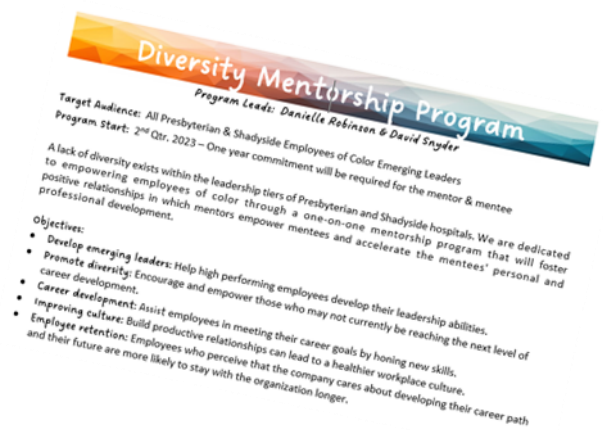 Diversity Mentorship Program
Program Leads: Danielle Robinson & David Snyder
Target Audience: All Presbyterian & Shadyside Employees of Color Emerging Leaders
Program Start: 2nd Qtr. 2023 – One year commitment will be required for the mentor & mentee
A lack of diversity exists within the leadership tiers of Presbyterian and Shadyside hospitals. We are dedicated
to empowering employees of color through a one-on-one mentorship program that will foster
positive relationships in which mentors empower mentees and accelerate the mentees' personal and
professional development.
Objectives:
• Develop emerging leaders: Help high performing employees develop their leadership abilities.
• Promote diversity: Encourage and empower those who may not currently be reaching the next level of
career development.
• Career development: Assist employees in meeting their career goals by honing new skills.
• Improving culture: Build productive relationships can lead to a healthier workplace culture.
• Employee retention: Employees who perceive that the company cares about developing their career path
and their future are more likely to stay with the organization longer.